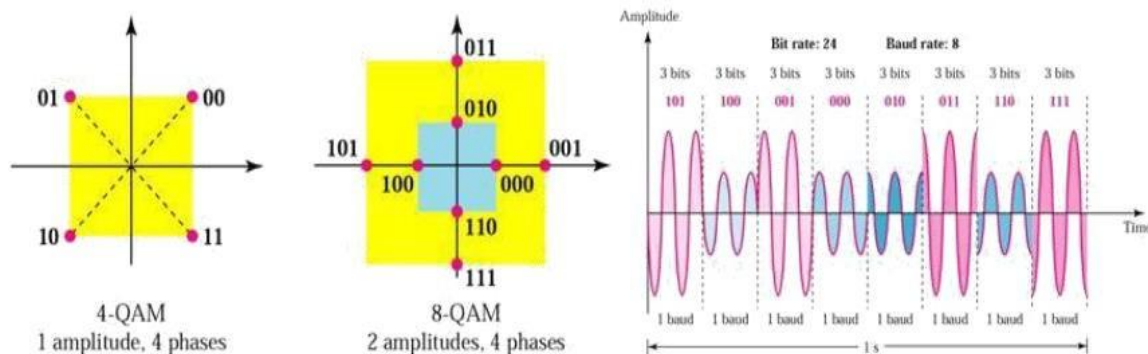 01
00
10
11
4-QAM
1 amplitude, 4 phases
011
010
101
001
100
000
110
111
8-QAM
2 amplitudes, 4 phases
Amplitude
Bit rate: 24 Baud rate: 8
3 bits 3 bits 3 bits 3 bits 3 bits 3 bits 3 bits 3 bits
101 100 001 000 010 011 110 111
Time
1 baud 1 baud 1 baud 1 baud 1 baud 1 baud 1 baud 1 baud
1 s